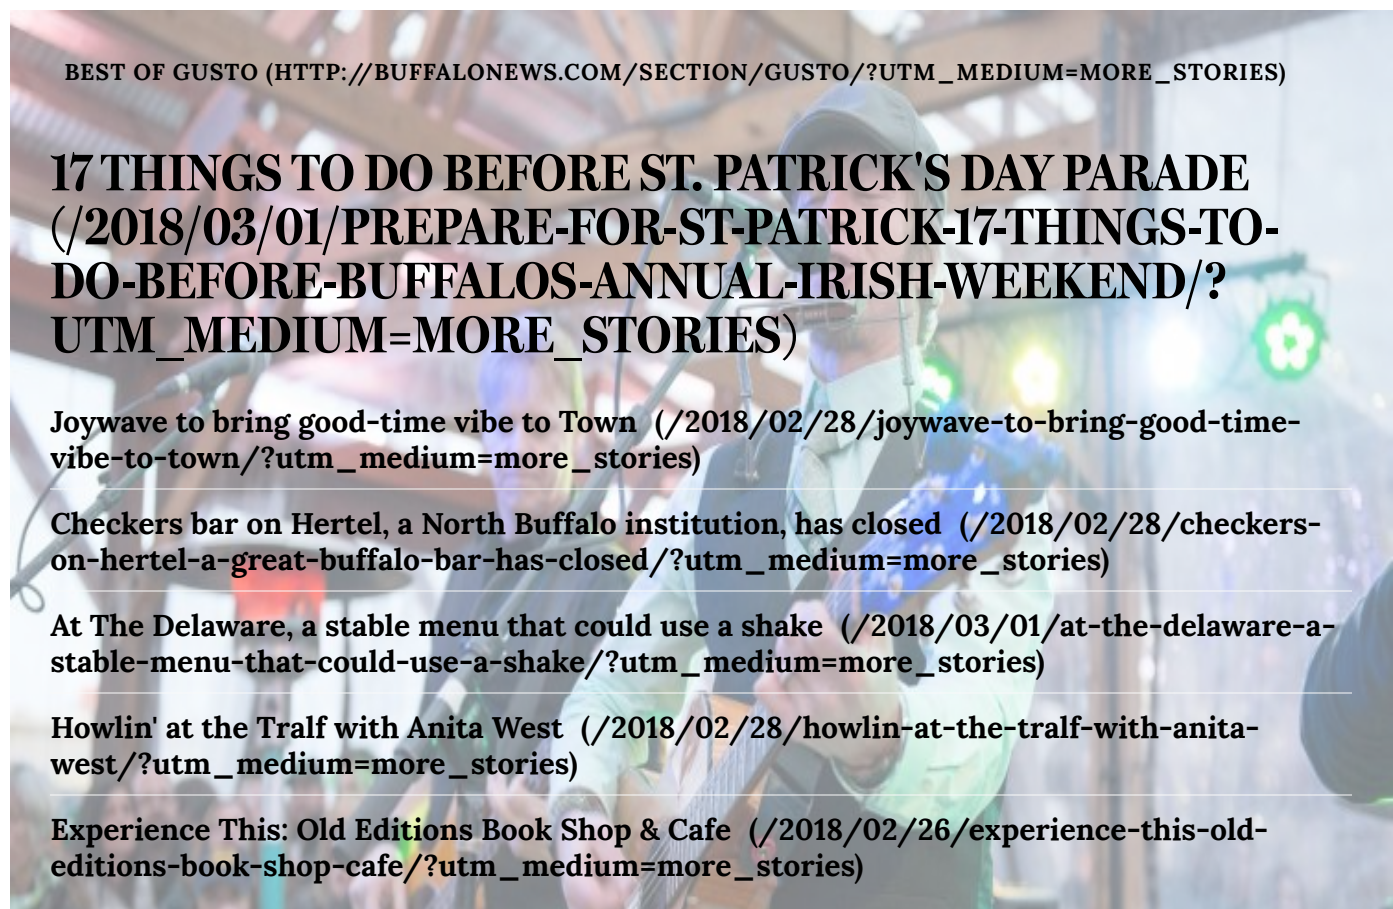 BEST OF GUSTO (HTTP://BUFFALONEWS.COM/SECTION/GUSTO/?UTM_MEDIUM=MORE_STORIES)
17 THINGS TO DO BEFORE ST. PATRICK'S DAY PARADE
(/2018/03/01/PREPARE-FOR-ST-PATRICK-17-THINGS-TO-
DO-BEFORE-BUFFALOS-ANNUAL-IRISH-WEEKEND/?
UTM_MEDIUM=MORE_STORIES)
Joywave to bring good-time vibe to Town (/2018/02/28/joywave-to-bring-good-time-
vibe-to-town/?utm_medium=more_stories)
Checkers bar on Hertel, a North Buffalo institution, has closed (/2018/02/28/checkers-
on-hertel-a-great-buffalo-bar-has-closed/?utm_medium=more_stories)
At The Delaware, a stable menu that could use a shake (/2018/03/01/at-the-delaware-a-
stable-menu-that-could-use-a-shake/?utm_medium=more_stories)
Howlin' at the Tralf with Anita West (/2018/02/28/howlin-at-the-tralf-with-anita-
west/?utm_medium=more_stories)
Experience This: Old Editions Book Shop & Cafe (/2018/02/26/experience-this-old-
editions-book-shop-cafe/?utm_medium=more_stories)